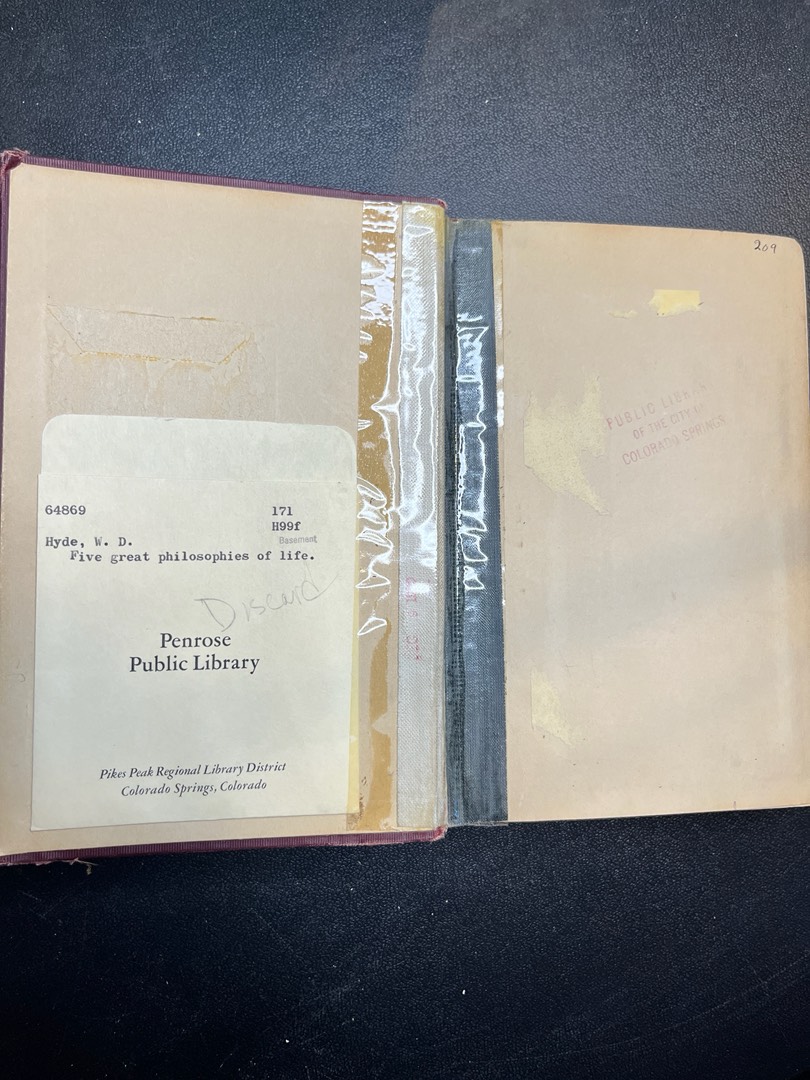 64869 171
H99f
Basement
Hyde, W. D.
Five great philosophies of life.
Discard
Penrose
Public Library
Pikes Peak Regional Library District
Colorado Springs, Colorado
209
PUBLIC
OF THE CITY OF
COLORADO SPRINGS